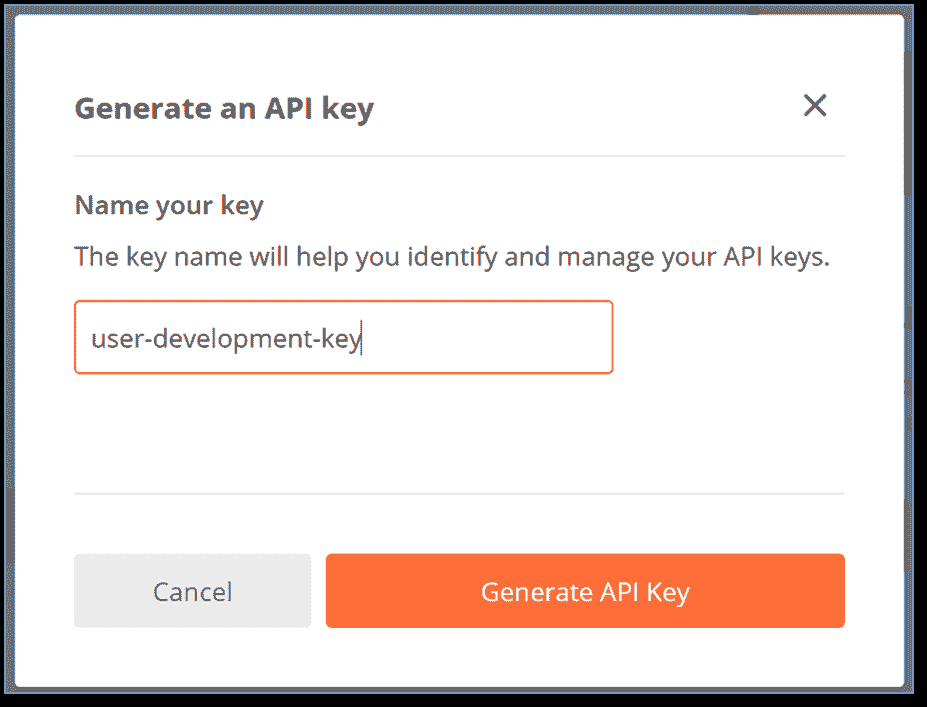 Generate an API key
Name your key
The key name will help you identify and manage your API keys.
user-development-key
Cancel
Generate API Key